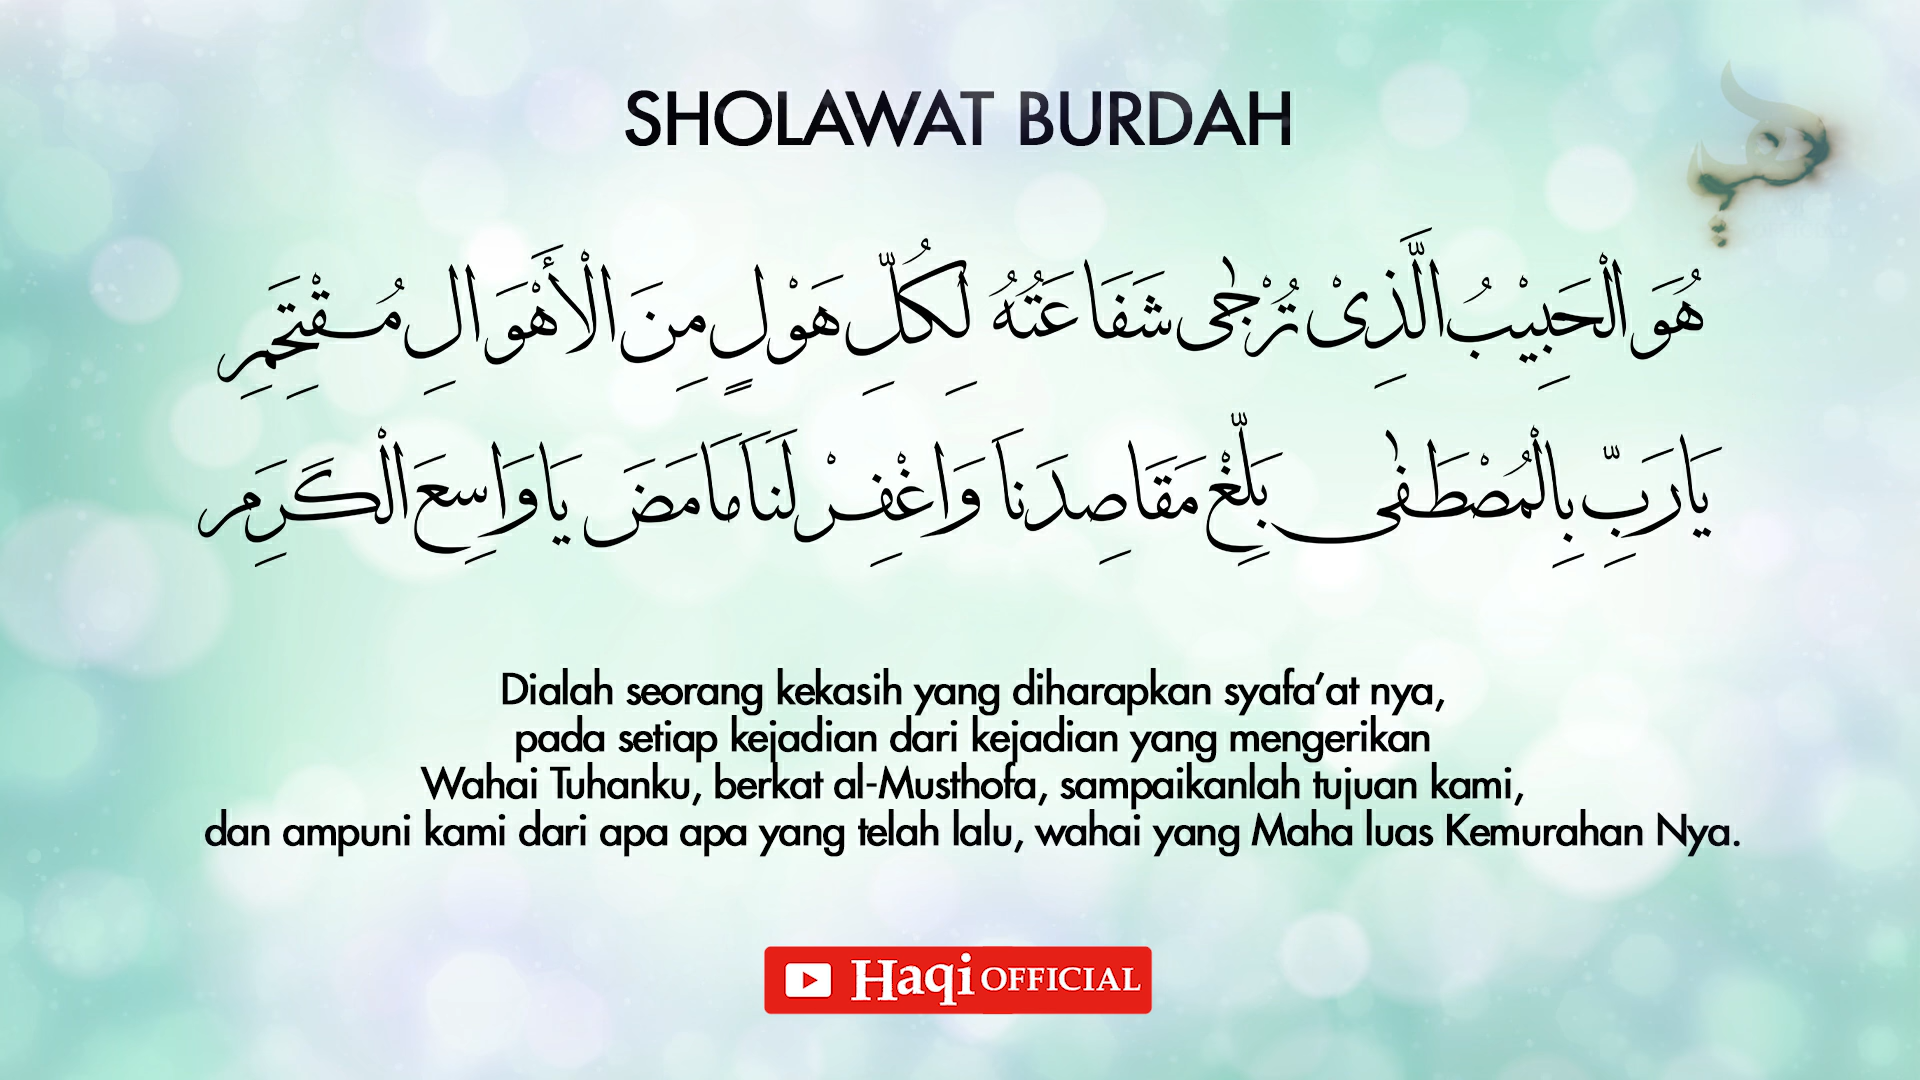 SHOLAWAT BURDAH
هُوَ الْحَبِيْبُ الَّذِيْ تُرْجٰى شَفَاعَتُهُ لِكُلِّ هَوْلٍ مِنَ الْأَهْوَالِ مُقْتَحِمِ
يَارَبِّ بِالْمُصْطَفٰى بَلِّغْ مَقَاصِدَنَا وَاغْفِرْ لَنَا مَا مَضَ يَا وَاسِعَ الْكَرَمِ
Dialah seorang kekasih yang diharapkan syafa’at nya,
pada setiap kejadian dari kejadian yang mengerikan
Wahai Tuhanku, berkat al-Musthofa, sampaikanlah tujuan kami,
dan ampuni kami dari apa apa yang telah lalu, wahai yang Maha luas Kemurahan Nya.
Haqi OFFICIAL